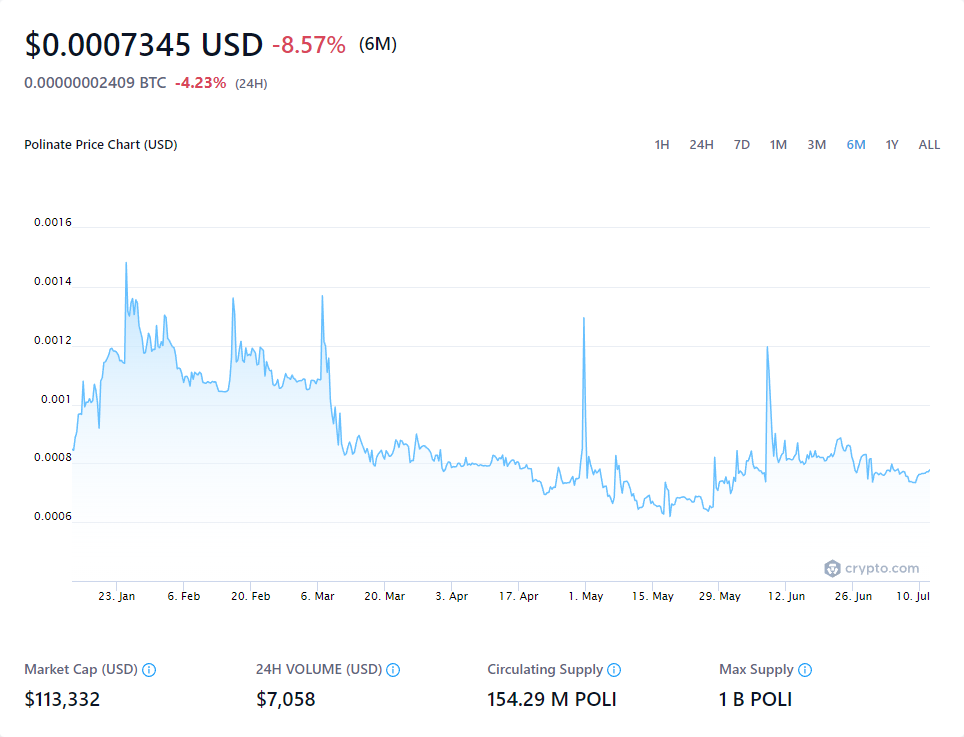 $0.0007345 USD -8.57% (6M)
0.00000002409 BTC -4.23% (24H)
Polinate Price Chart (USD) 1H 24H 7D 1M 3M 6M 1Y ALL
0.0016
0.0014
0.0012
0.001
0.0008
0.0006
crypto.com
23. Jan 6. Feb 20. Feb 6. Mar 20. Mar 3. Apr 17. Apr 1. May 15. May 29. May 12. Jun 26. Jun 10. Jul
Market Cap (USD) 24H VOLUME (USD) Circulating Supply Max Supply
$113,332 $7,058 154.29 M POLI 1 B POLI